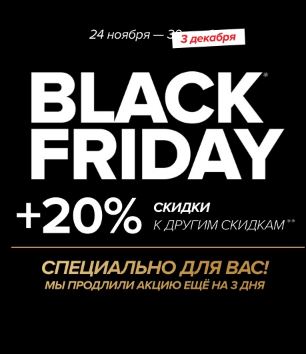 24 ноября — 30
3 декабря
BLACK*
FRIDAY
+20% СКИДКИ
К ДРУГИМ СКИДКАМ**
СПЕЦИАЛЬНО ДЛЯ ВАС!
МЫ ПРОДЛИЛИ АКЦИЮ ЕЩЁ НА 3 ДНЯ